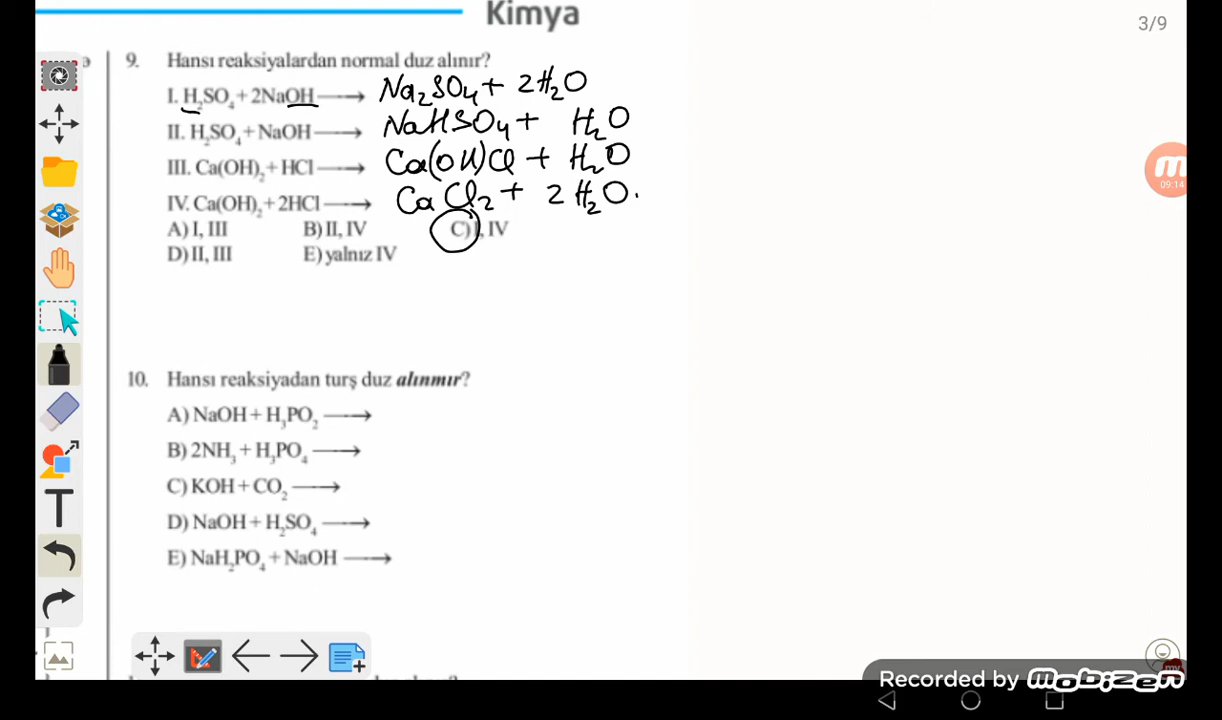 Kimya
3/9
9. Hansı reaksiyalardan normal duz alınır?
I. H₂SO₄ + 2NaOH ⟶ Na₂SO₄ + 2H₂O
II. H₂SO₄ + NaOH ⟶ NaHSO₄ + H₂O
III. Ca(OH)₂ + HCl ⟶ Ca(OH)Cl + H₂O
IV. Ca(OH)₂ + 2HCl ⟶ CaCl₂ + 2H₂O.
A) I, III B) II, IV C) I, IV
D) II, III E) yalnız IV
10. Hansı reaksiyadan turş duz alınmır?
A) NaOH + H₃PO₂ ⟶
B) 2NH₃ + H₃PO₄ ⟶
C) KOH + CO₂ ⟶
D) NaOH + H₂SO₄ ⟶
E) NaH₂PO₄ + NaOH ⟶
T
m
09:14
Recorded by mobizen